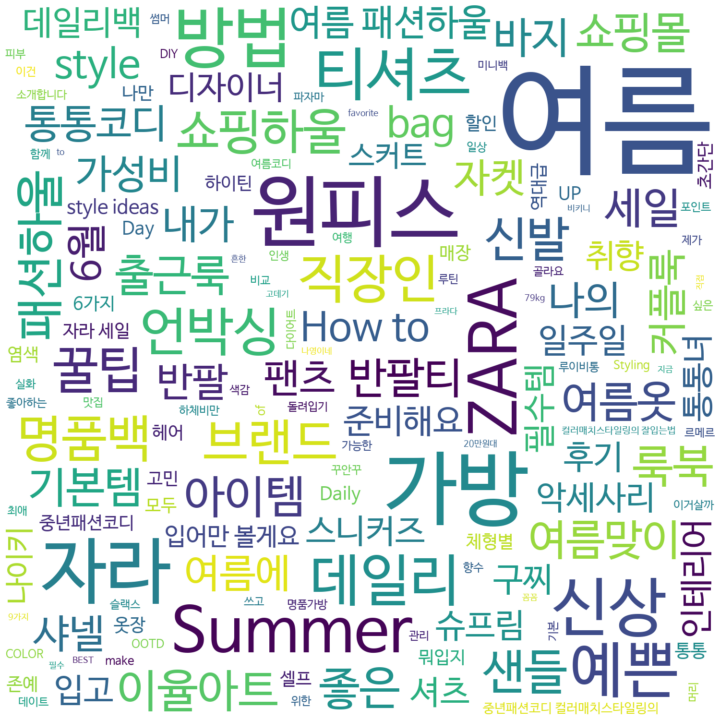 데일리백
썸머
방법
여름 패션하울
바지
쇼핑몰
피부
이건
style
DIY
디자이너
티셔츠
미니백
여름
소개합니다
나만
파자마
통통코디
쇼핑하울
favorite
bag
할인
함께
to
가성비
여름코디
스커트
일상
자켓
역대급
초간단
패션하울
6월
style ideas
하이틴
원피스
UP
비키니
세일
포인트
Day
내가
여행
매장
신발
제가
출근룩
인생
직장인
골라요
취향
커플룩
6가지
흔한
비교
루틴
ZARA
나의
직접
자라 세일
언박싱
고데기
How to
79kg
프라다
일주일
싫은
염색
꿀팁
다이어트
나영이네
루이비통
Styling
지금
통통녀
반팔
색감
팬츠
반팔티
필수템
여름옷
실화
좋아하는
맛집
하체비만
of
돌려입기
명품백
헤어
브랜드
준비해요
컬러매치스타일링의 잘입는법
르메르
가능한
20만원대
기본템
고민
아이템
꾸안꾸
가방
후기
룩북
최애
모두
Daily
악세사리
이거살까
중년패션코디
입어만 볼게요
스니커즈
체형별
여름맞이
인테리어
나이키
자라
여름에
데일리
향수
구찌
신상
9가지
슬랙스
쓰고
명품가방
꿈꿈
샤넬
옷장
Summer
관리
슈프림
샌들
기본
예쁜
COLOR
OOTD
뭐입지
통통
필수
BEST
make
존예
입고
이율아트
셀프
좋은
셔츠
머리
데이트
위한
중년패션코디 컬러매치스타일링의